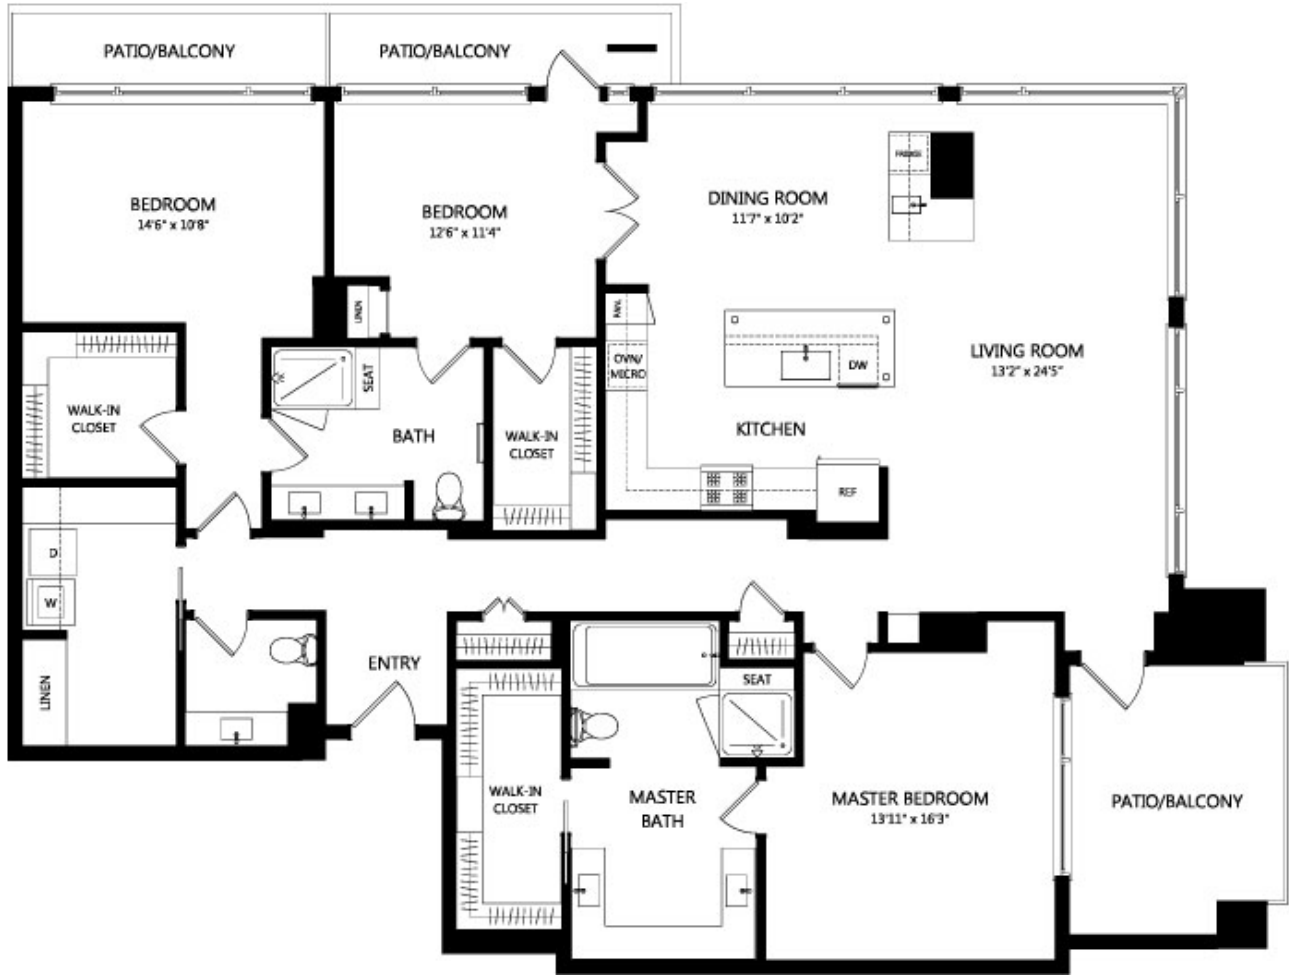 PATIO/BALCONY
PATIO/BALCONY
BEDROOM
14'6" x 10'8"
BEDROOM
12'6" x 11'4"
DINING ROOM
11'7" x 10'2"
FRIDGE
LINEN
PAN.
OVN/
MICRO
DW
LIVING ROOM
13'2" x 24'5"
SEAT
WALK-IN
CLOSET
BATH
WALK-IN
CLOSET
KITCHEN
REF
D
W
LINEN
ENTRY
SEAT
WALK-IN
CLOSET
MASTER
BATH
MASTER BEDROOM
13'11" x 16'3"
PATIO/BALCONY